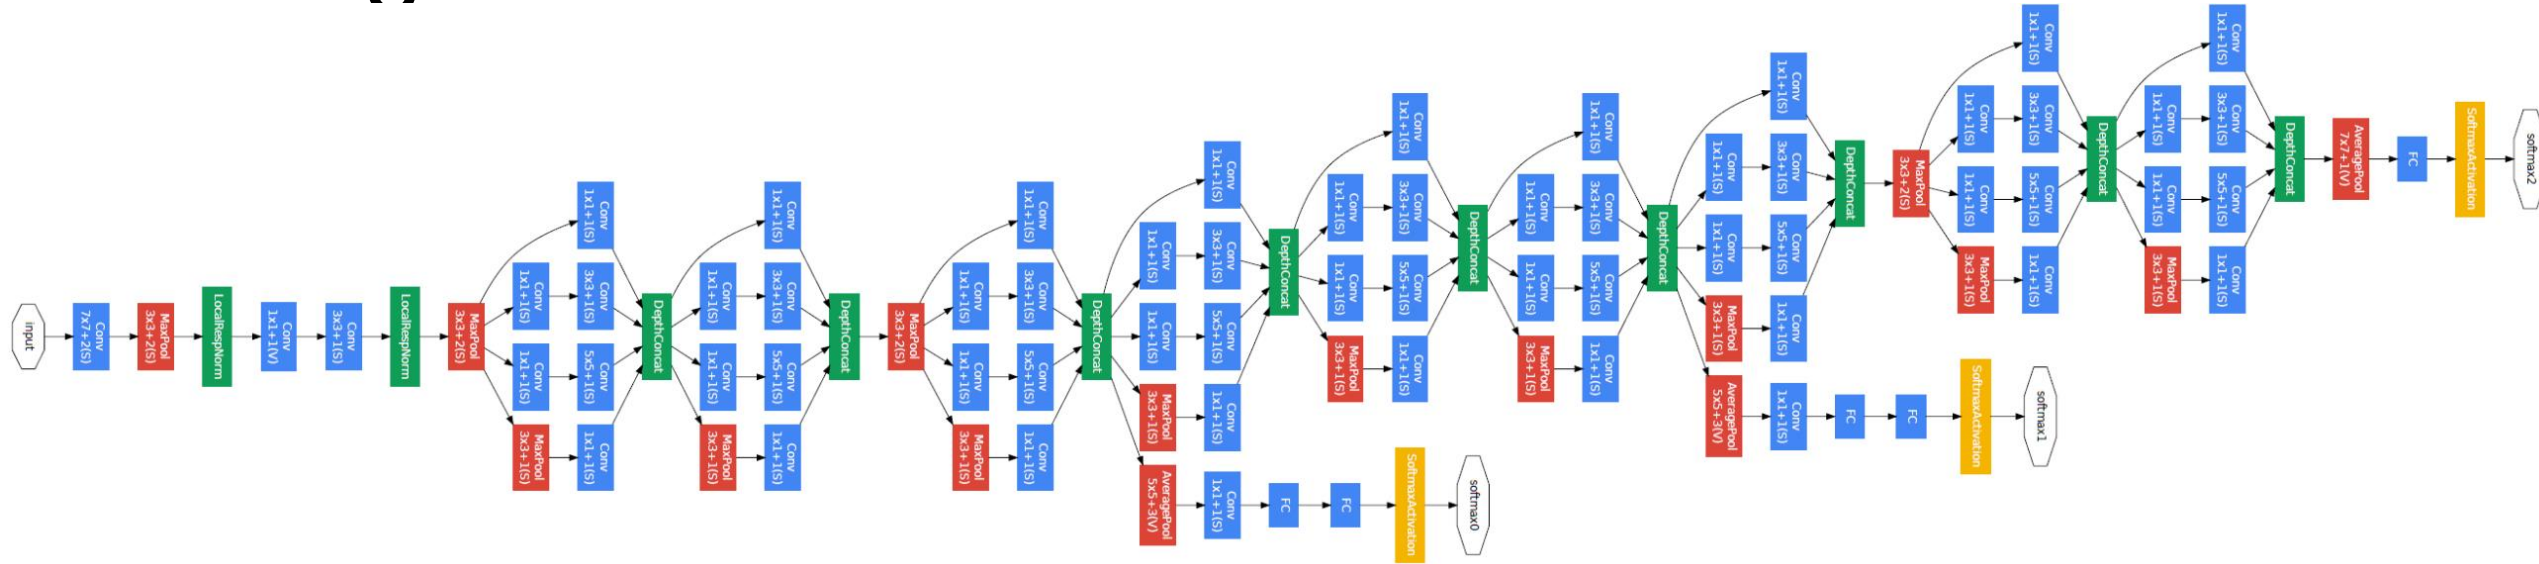 input
Conv
7x7+2(S)
MaxPool
3x3+2(S)
LocalRespNorm
Conv
1x1+1(V)
Conv
3x3+1(S)
LocalRespNorm
MaxPool
3x3+2(S)
Conv
1x1+1(S)
Conv
1x1+1(S)
Conv
3x3+1(S)
Conv
1x1+1(S)
Conv
5x5+1(S)
MaxPool
3x3+1(S)
Conv
1x1+1(S)
DepthConcat
Conv
1x1+1(S)
Conv
1x1+1(S)
Conv
3x3+1(S)
Conv
1x1+1(S)
Conv
5x5+1(S)
MaxPool
3x3+1(S)
Conv
1x1+1(S)
DepthConcat
MaxPool
3x3+2(S)
Conv
1x1+1(S)
Conv
1x1+1(S)
Conv
3x3+1(S)
Conv
1x1+1(S)
Conv
5x5+1(S)
MaxPool
3x3+1(S)
Conv
1x1+1(S)
DepthConcat
Conv
1x1+1(S)
Conv
1x1+1(S)
Conv
3x3+1(S)
Conv
1x1+1(S)
Conv
5x5+1(S)
MaxPool
3x3+1(S)
Conv
1x1+1(S)
AveragePool
5x5+3(V)
Conv
1x1+1(S)
FC
FC
SoftmaxActivation
softmax0
DepthConcat
Conv
1x1+1(S)
Conv
1x1+1(S)
Conv
3x3+1(S)
Conv
1x1+1(S)
Conv
5x5+1(S)
MaxPool
3x3+1(S)
Conv
1x1+1(S)
DepthConcat
Conv
1x1+1(S)
Conv
1x1+1(S)
Conv
3x3+1(S)
Conv
1x1+1(S)
Conv
5x5+1(S)
MaxPool
3x3+1(S)
Conv
1x1+1(S)
DepthConcat
Conv
1x1+1(S)
Conv
1x1+1(S)
Conv
3x3+1(S)
Conv
1x1+1(S)
Conv
5x5+1(S)
MaxPool
3x3+1(S)
Conv
1x1+1(S)
AveragePool
5x5+3(V)
Conv
1x1+1(S)
FC
FC
SoftmaxActivation
softmax1
DepthConcat
MaxPool
3x3+2(S)
Conv
1x1+1(S)
Conv
1x1+1(S)
Conv
3x3+1(S)
Conv
1x1+1(S)
Conv
5x5+1(S)
MaxPool
3x3+1(S)
Conv
1x1+1(S)
DepthConcat
Conv
1x1+1(S)
Conv
1x1+1(S)
Conv
3x3+1(S)
Conv
1x1+1(S)
Conv
5x5+1(S)
MaxPool
3x3+1(S)
Conv
1x1+1(S)
DepthConcat
AveragePool
7x7+1(V)
FC
SoftmaxActivation
softmax2